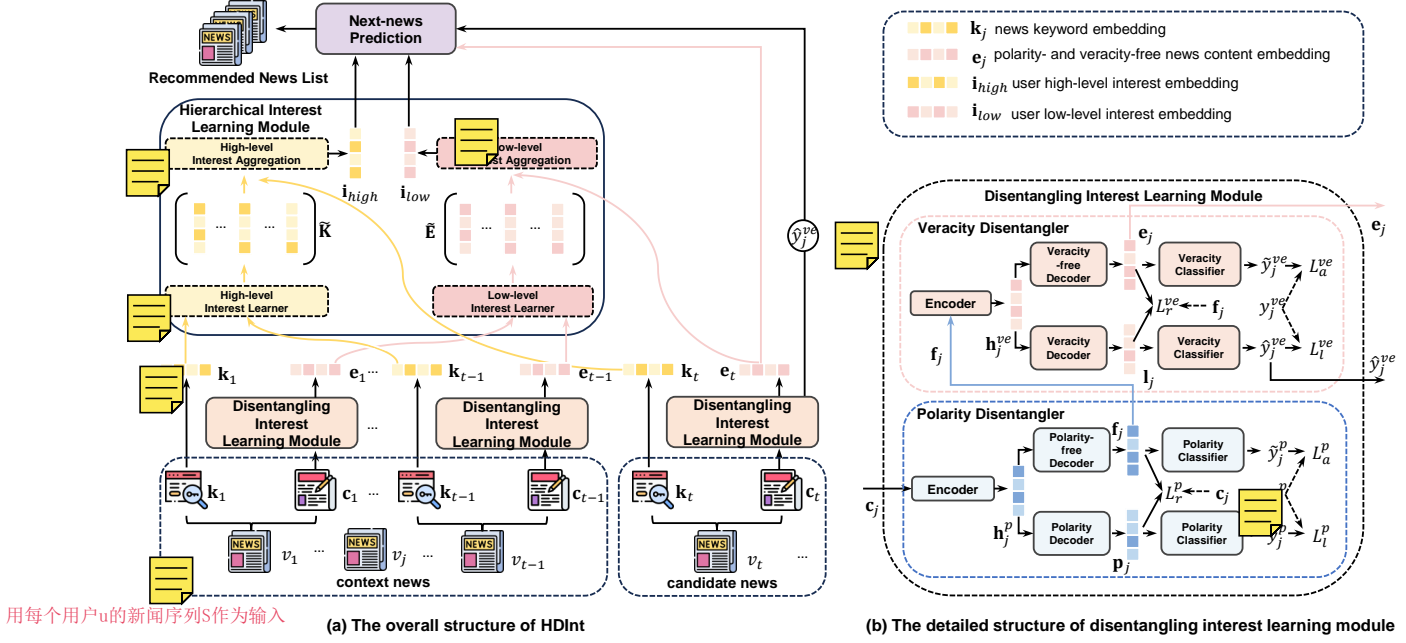 Next-news
Prediction
Recommended News List
Hierarchical Interest
Learning Module
High-level
Interest Aggregation
Low-level
Interest Aggregation
i_high
i_low
K̃
Ẽ
...
...
...
...
ŷ_j^ve
High-level
Interest Learner
Low-level
Interest Learner
k_1
e_1
...
k_{t-1}
e_{t-1}
k_t
e_t
Disentangling
Interest
Learning Module
...
Disentangling
Interest
Learning Module
Disentangling
Interest
Learning Module
k_1
c_1
...
k_{t-1}
c_{t-1}
k_t
c_t
NEWS
v_1
...
NEWS
v_j
...
NEWS
v_{t-1}
NEWS
v_t
...
context news
candidate news
用每个用户u的新闻序列S作为输入
(a) The overall structure of HDInt
k_j news keyword embedding
e_j polarity- and veracity-free news content embedding
i_high user high-level interest embedding
i_low user low-level interest embedding
Disentangling Interest Learning Module
Veracity Disentangler
e_j
e_j
Encoder
Veracity
-free
Decoder
Veracity
Classifier
ỹ_j^ve
L_a^ve
L_r^ve
f_j
y_j^ve
h_j^ve
Veracity
Decoder
Veracity
Classifier
ŷ_j^ve
L_l^ve
ŷ_j^ve
f_j
l_j
Polarity Disentangler
f_j
Polarity-
free
Decoder
Polarity
Classifier
ỹ_j^p
L_a^p
c_j
Encoder
L_r^p
c_j
h_j^p
Polarity
Decoder
Polarity
Classifier
ŷ_j^p
L_l^p
p_j
(b) The detailed structure of disentangling interest learning module